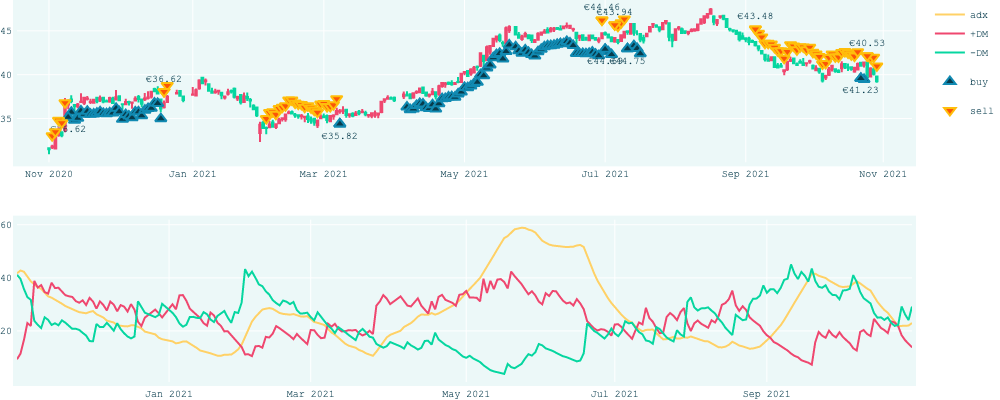 €44.46
€43.94
€43.48
adx
45
+DM
€40.53
-DM
€44.75
40
€36.62
buy
€41.23
35
sell
€35.82
Nov 2020
Jan 2021
Mar 2021
May 2021
Jul 2021
Sep 2021
Nov 2021
60
40
20
Jan 2021
Mar 2021
May 2021
Jul 2021
Sep 2021